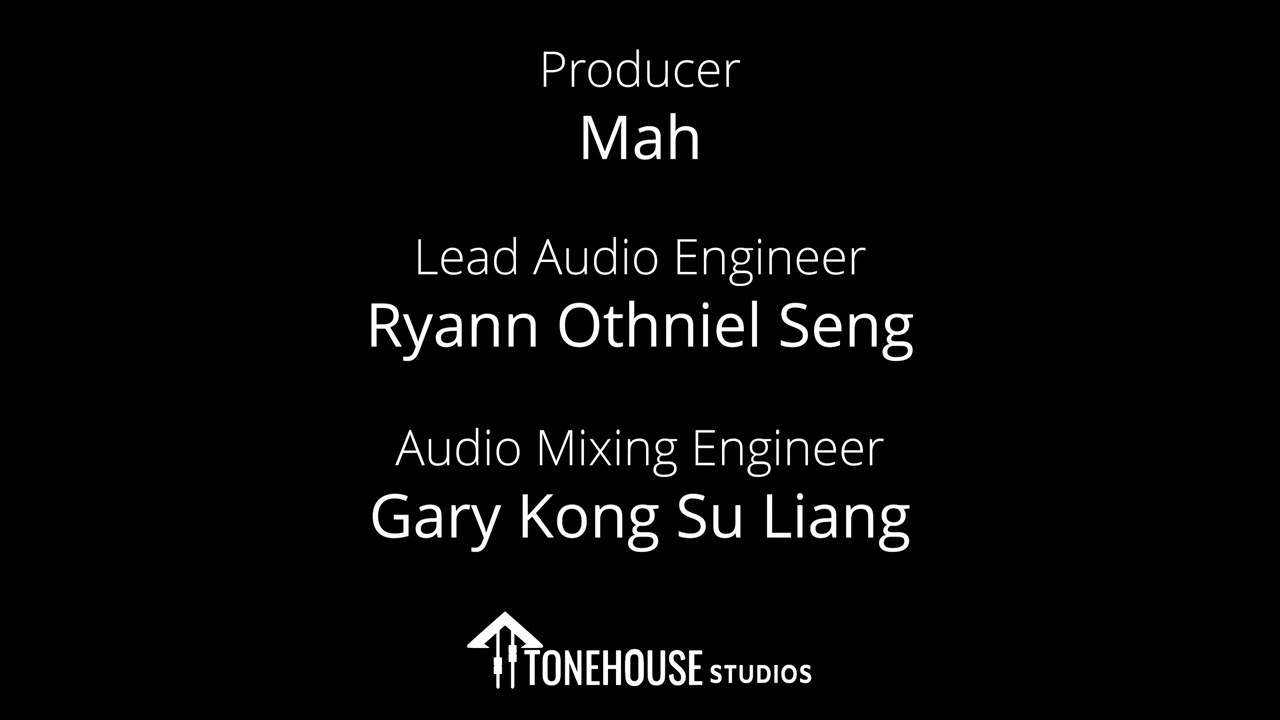 Producer
Mah
Lead Audio Engineer
Ryann Othniel Seng
Audio Mixing Engineer
Gary Kong Su Liang
TONEHOUSE STUDIOS